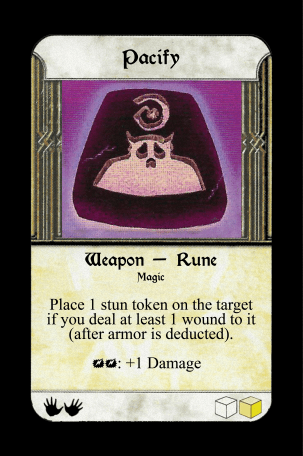 Pacify
Weapon — Rune
Magic
Place 1 stun token on the target
if you deal at least 1 wound to it
(after armor is deducted).
: +1 Damage